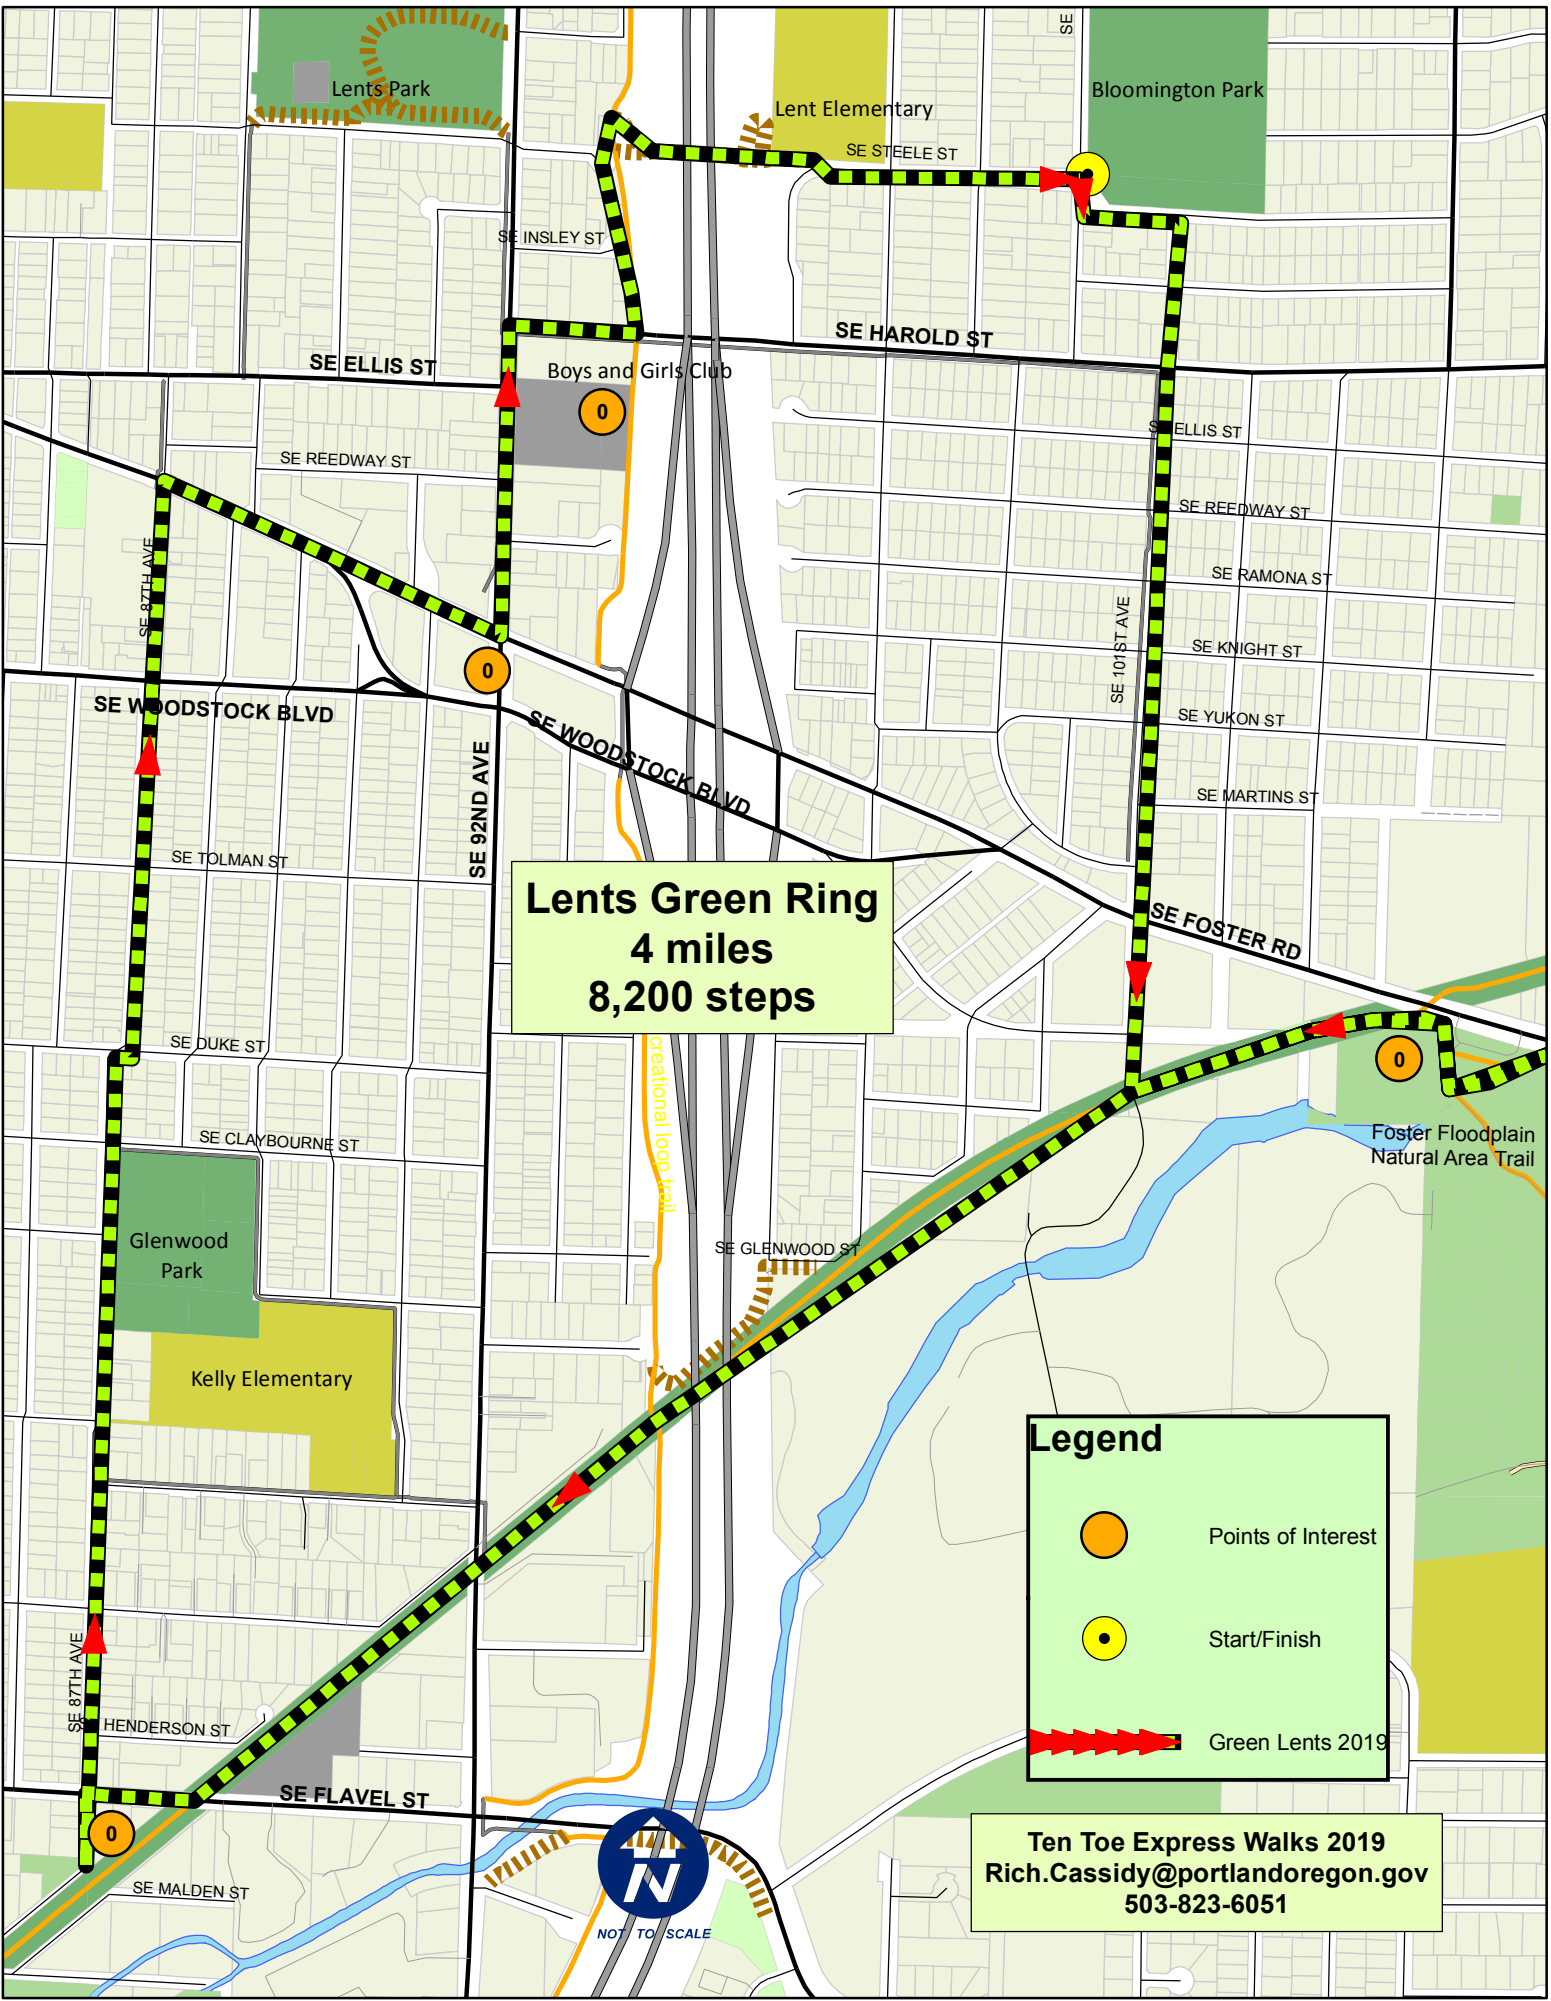 SE
Lents Park
Lent Elementary
Bloomington Park
SE STEELE ST
SE INSLEY ST
SE HAROLD ST
SE ELLIS ST
Boys and Girls Club
0
ELLIS ST
SE REEDWAY ST
SE REEDWAY ST
SE 87TH AVE
SE RAMONA ST
SE 101ST AVE
SE KNIGHT ST
0
SE WOODSTOCK BLVD
SE WOODSTOCK BLVD
SE YUKON ST
SE 92ND AVE
SE MARTINS ST
SE TOLMAN ST
Lents Green Ring
4 miles
8,200 steps
SE FOSTER RD
SE DUKE ST
0
creational loop trail
SE CLAYBOURNE ST
Foster Floodplain
Natural Area Trail
Glenwood
Park
SE GLENWOOD ST
Kelly Elementary
Legend
Points of Interest
Start/Finish
Green Lents 2019
SE 87TH AVE
HENDERSON ST
SE FLAVEL ST
0
SE MALDEN ST
N
NOT TO SCALE
Ten Toe Express Walks 2019
Rich.Cassidy@portlandoregon.gov
503-823-6051